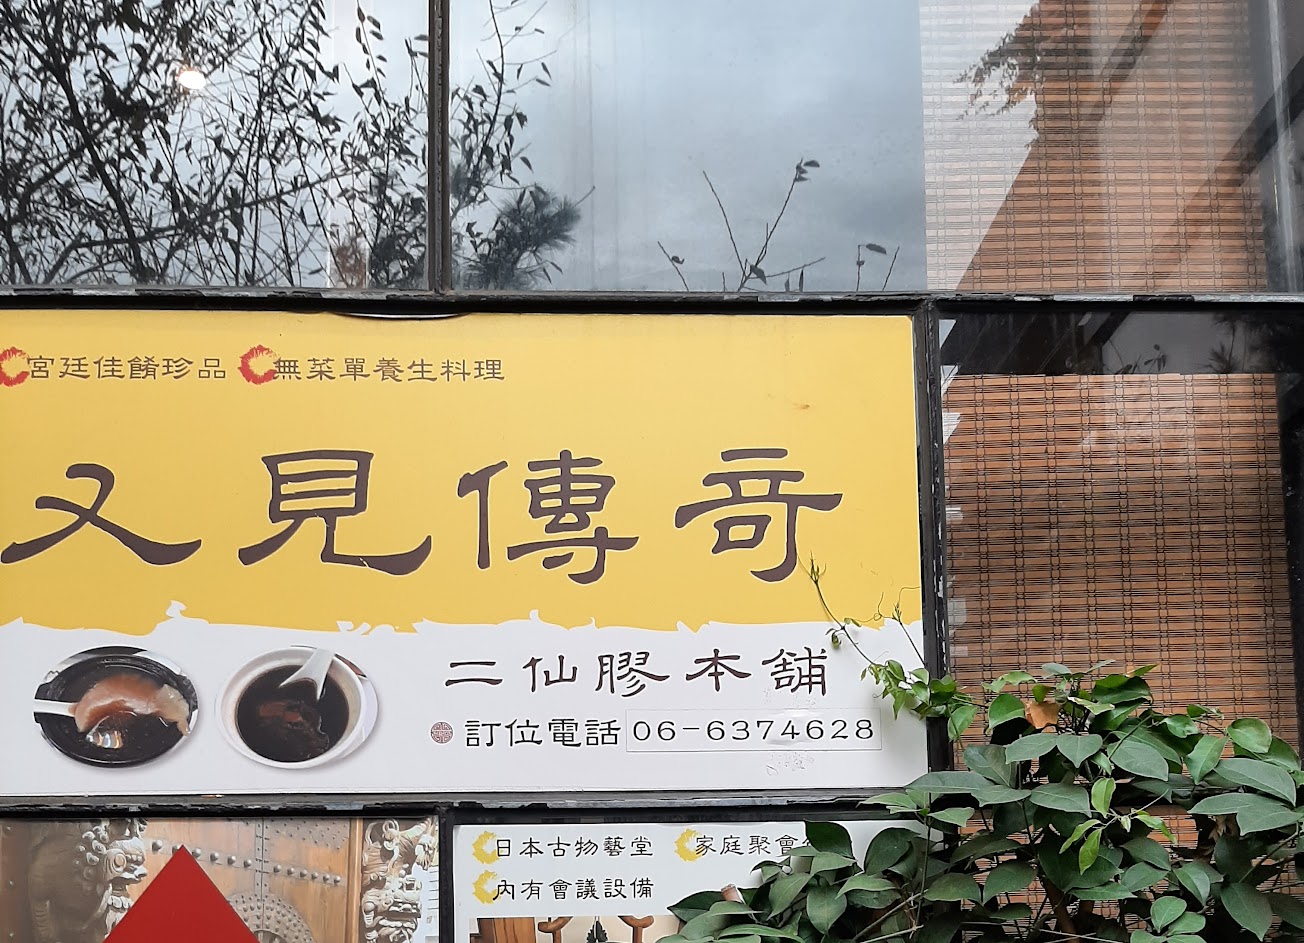 宮廷佳餚珍品 無菜單養生料理
又見傳奇
二仙膠本舖
訂位電話 06-6374628
日本古物藝堂 家庭聚會
內有會議設備